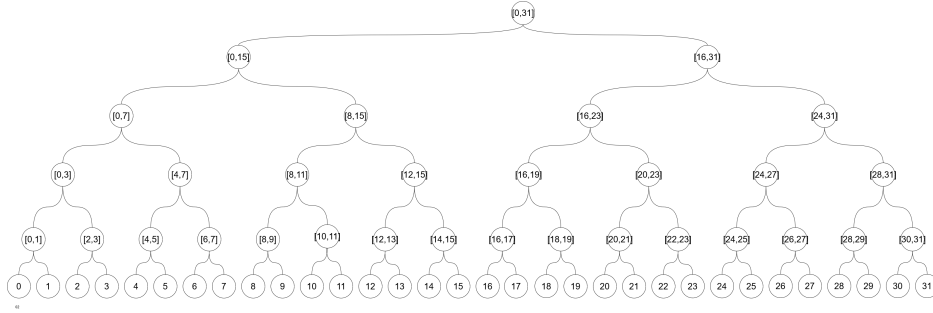 [0,31]
[0,15] [16,31]
[0,7] [8,15] [16,23] [24,31]
[0,3] [4,7] [8,11] [12,15] [16,19] [20,23] [24,27] [28,31]
[0,1] [2,3] [4,5] [6,7] [8,9] [10,11] [12,13] [14,15] [16,17] [18,19] [20,21] [22,23] [24,25] [26,27] [28,29] [30,31]
0 1 2 3 4 5 6 7 8 9 10 11 12 13 14 15 16 17 18 19 20 21 22 23 24 25 26 27 28 29 30 31